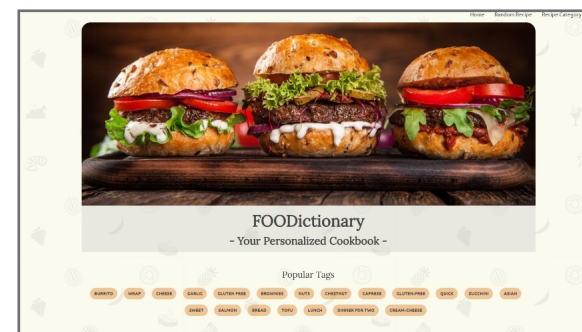 Home Random Recipe Recipe Category
FOODictionary
- Your Personalized Cookbook -
Popular Tags
BURRITO WRAP CHEESE GARLIC GLUTEN FREE BROWNIES NUTS CHESTNUT CAPRESE GLUTEN-FREE QUICK ZUCCHINI ASIAN
SWEET SALMON BREAD TOFU LUNCH DINNER FOR TWO CREAM-CHEESE